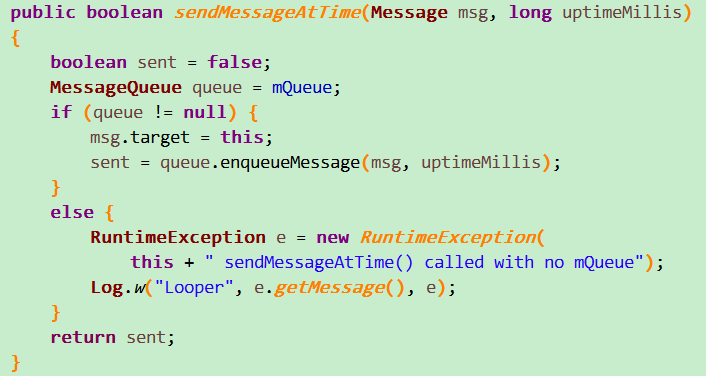 public boolean sendMessageAtTime(Message msg, long uptimeMillis)
{
    boolean sent = false;
    MessageQueue queue = mQueue;
    if (queue != null) {
        msg.target = this;
        sent = queue.enqueueMessage(msg, uptimeMillis);
    }
    else {
        RuntimeException e = new RuntimeException(
            this + " sendMessageAtTime() called with no mQueue");
        Log.w("Looper", e.getMessage(), e);
    }
    return sent;
}